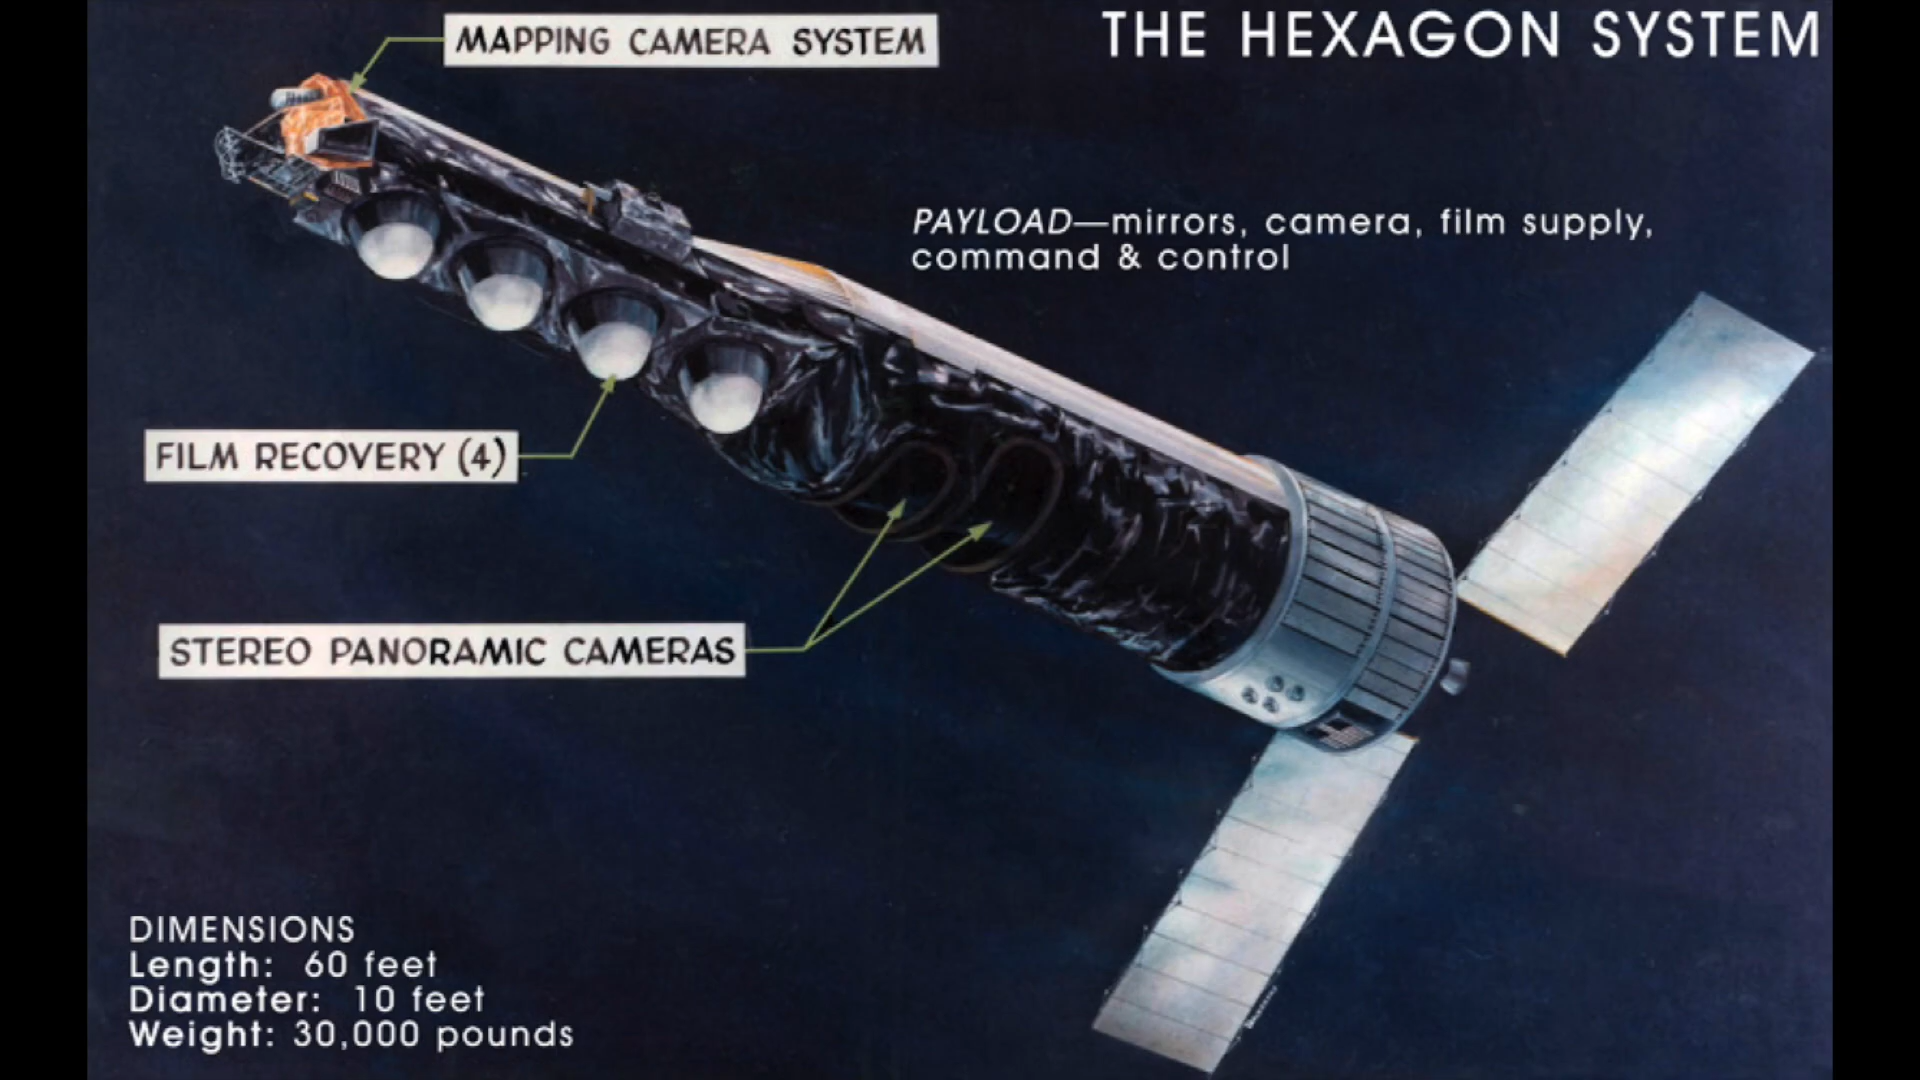 THE HEXAGON SYSTEM
MAPPING CAMERA SYSTEM
PAYLOAD—mirrors, camera, film supply,
command & control
FILM RECOVERY (4)
STEREO PANORAMIC CAMERAS
DIMENSIONS
Length: 60 feet
Diameter: 10 feet
Weight: 30,000 pounds